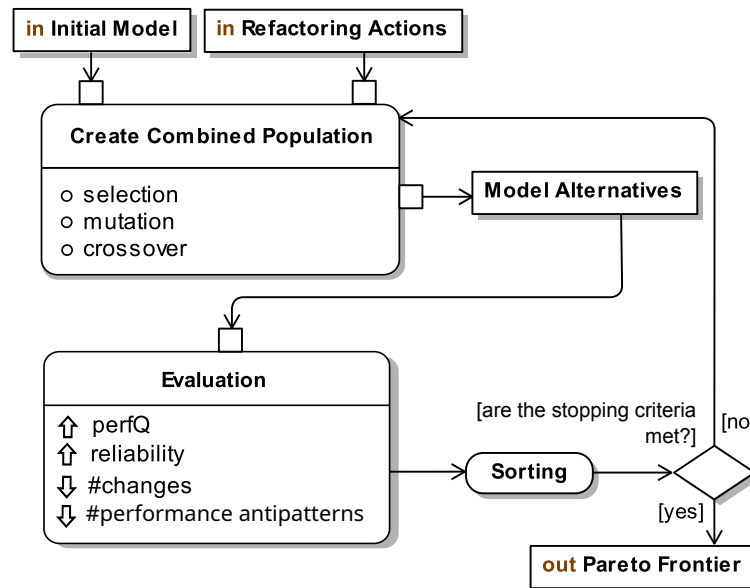 in Initial Model
in Refactoring Actions
Create Combined Population
selection
mutation
crossover
Model Alternatives
Evaluation
perfQ
reliability
#changes
#performance antipatterns
[are the stopping criteria
met?]
[no
Sorting
[yes]
out Pareto Frontier